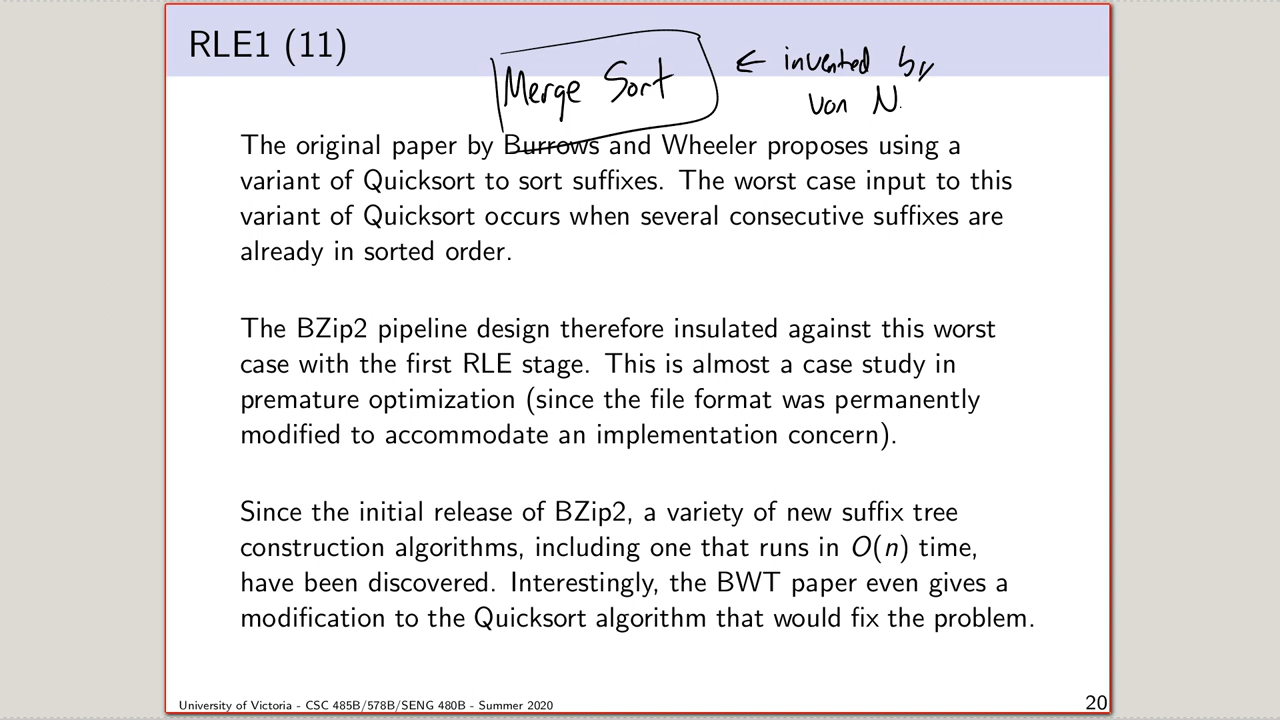 RLE1 (11)
Merge Sort ← invented by
von N.
The original paper by Burrows and Wheeler proposes using a
variant of Quicksort to sort suffixes. The worst case input to this
variant of Quicksort occurs when several consecutive suffixes are
already in sorted order.
The BZip2 pipeline design therefore insulated against this worst
case with the first RLE stage. This is almost a case study in
premature optimization (since the file format was permanently
modified to accommodate an implementation concern).
Since the initial release of BZip2, a variety of new suffix tree
construction algorithms, including one that runs in O(n) time,
have been discovered. Interestingly, the BWT paper even gives a
modification to the Quicksort algorithm that would fix the problem.
University of Victoria - CSC 485B/578B/SENG 480B - Summer 2020
20